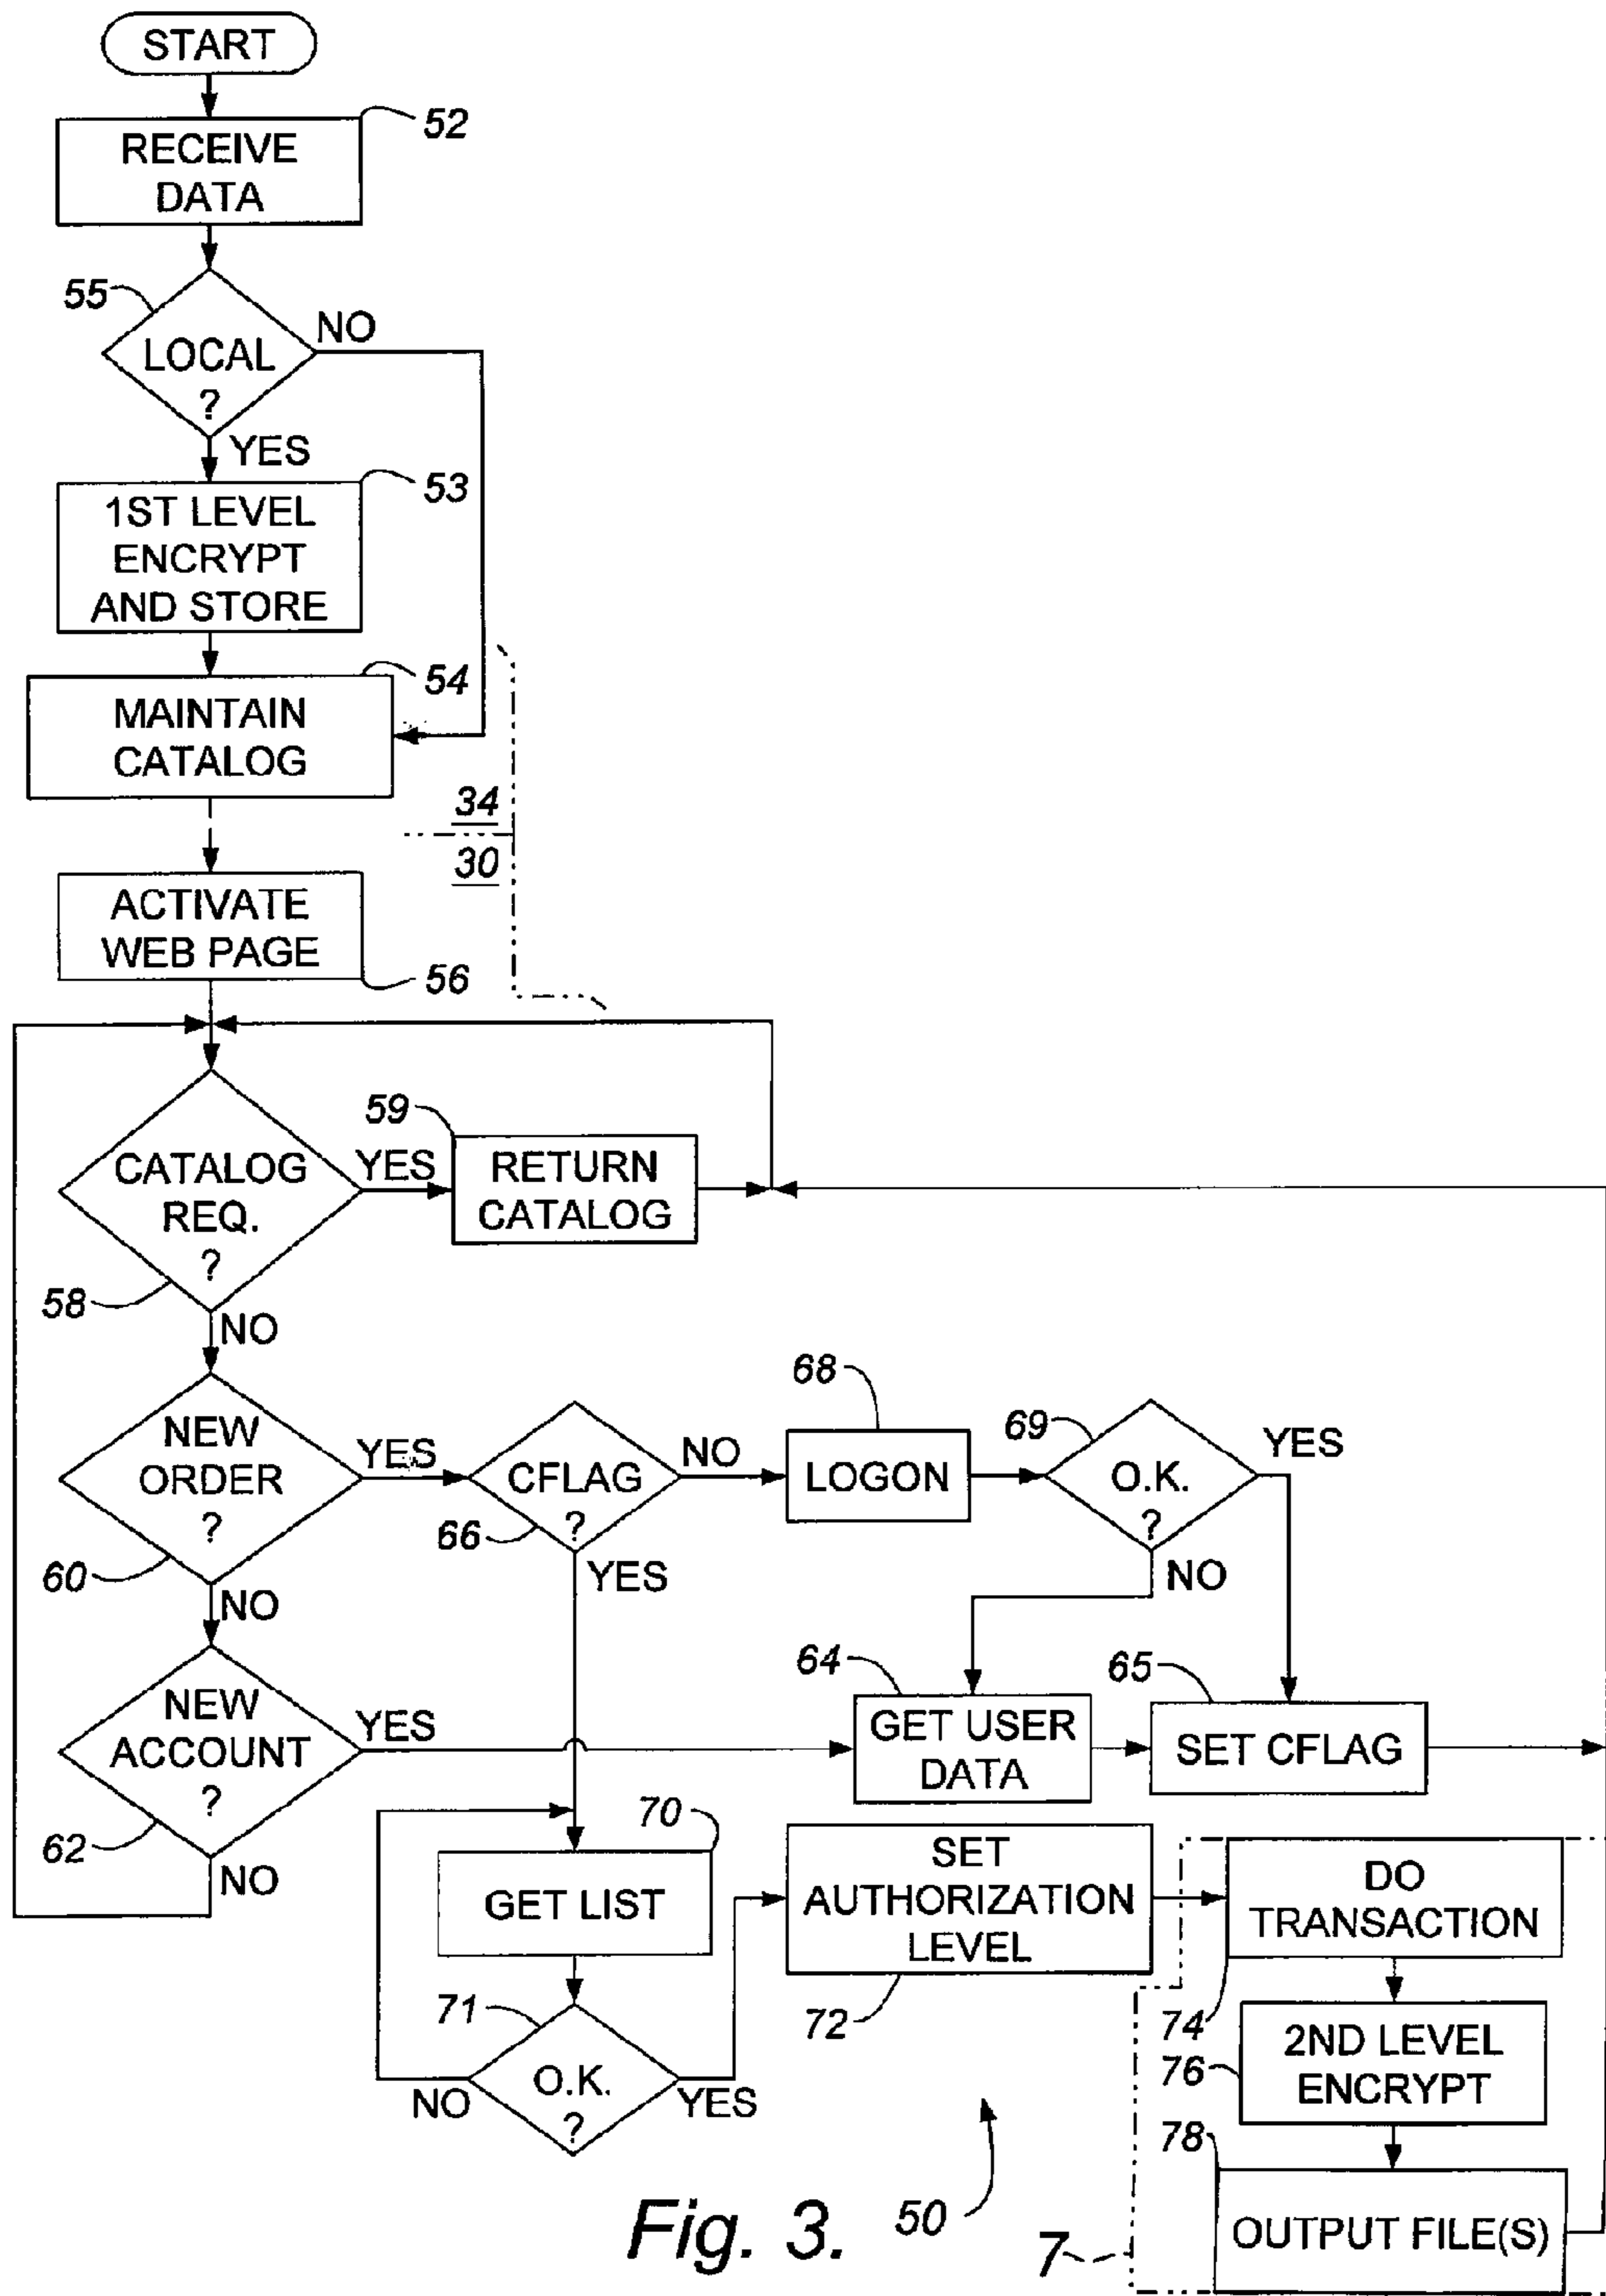 START
52
RECEIVE
DATA
55
LOCAL
?
NO
YES
53
1ST LEVEL
ENCRYPT
AND STORE
54
MAINTAIN
CATALOG
34
30
ACTIVATE
WEB PAGE
56
59
CATALOG
REQ.
?
YES
RETURN
CATALOG
58
NO
68
69
NEW
ORDER
?
YES
CFLAG
?
NO
LOGON
O.K.
?
YES
60
66
NO
YES
NO
64
65
NEW
ACCOUNT
?
YES
GET USER
DATA
SET CFLAG
62
NO
70
GET LIST
SET
AUTHORIZATION
LEVEL
DO
TRANSACTION
71
72
74
O.K.
?
NO
YES
76
2ND LEVEL
ENCRYPT
78
OUTPUT FILE(S)
Fig. 3.
50
7